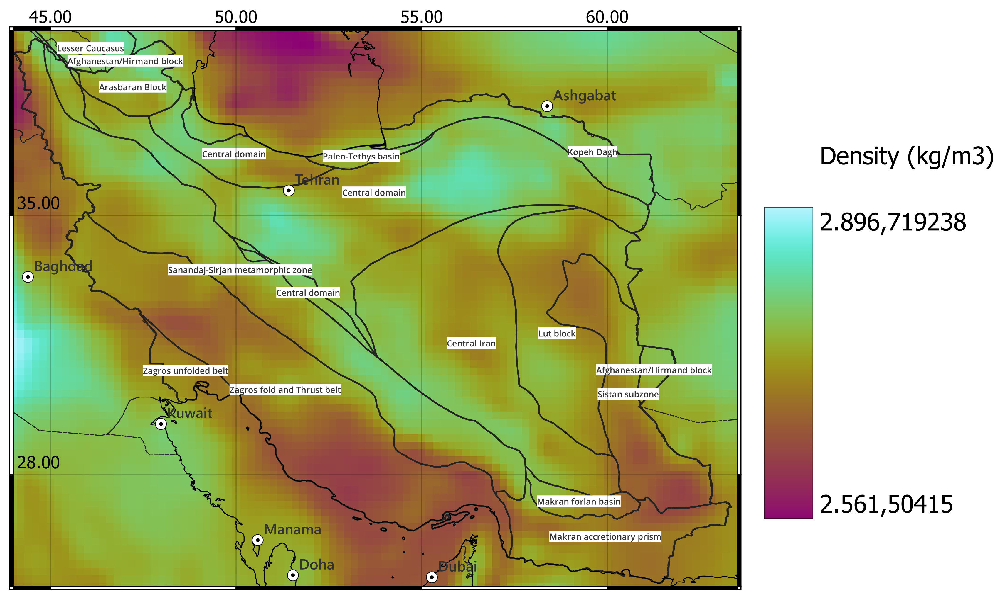 45.00 50.00 55.00 60.00
Lesser Caucasus
Afghanestan/Hirmand block
Arasbaran Block
Ashgabat
Kopeh Dagh
Central domain
Paleo-Tethys basin
Density (kg/m3)
Tehran
Central domain
35.00
2.896,719238
Baghdad
Sanandaj-Sirjan metamorphic zone
Central domain
Lut block
Central Iran
Zagros unfolded belt
Afghanestan/Hirmand block
Zagros fold and Thrust belt
Sistan subzone
Kuwait
28.00
Makran forlan basin
2.561,50415
Manama
Makran accretionary prism
Doha
Dubai